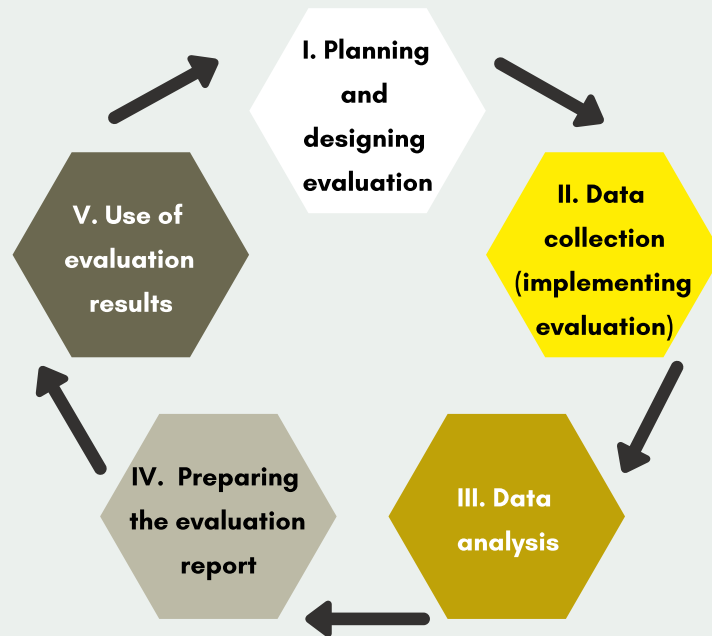 I. Planning
and
designing
evaluation
II. Data
collection
(implementing
evaluation)
III. Data
analysis
IV. Preparing
the evaluation
report
V. Use of
evaluation
results